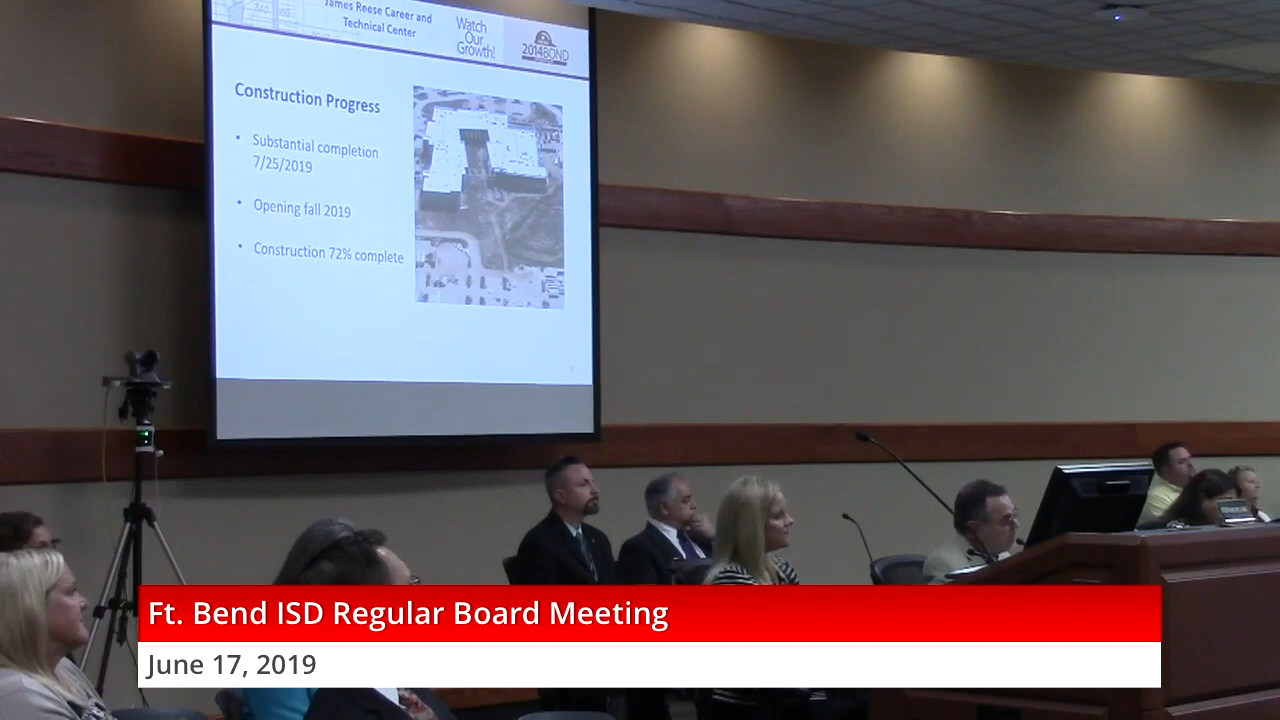 James Reese Career and
Technical Center
Watch
Our
Growth!
2014BOND
Construction Progress
• Substantial completion
7/25/2019
• Opening fall 2019
• Construction 72% complete
Ft. Bend ISD Regular Board Meeting
June 17, 2019